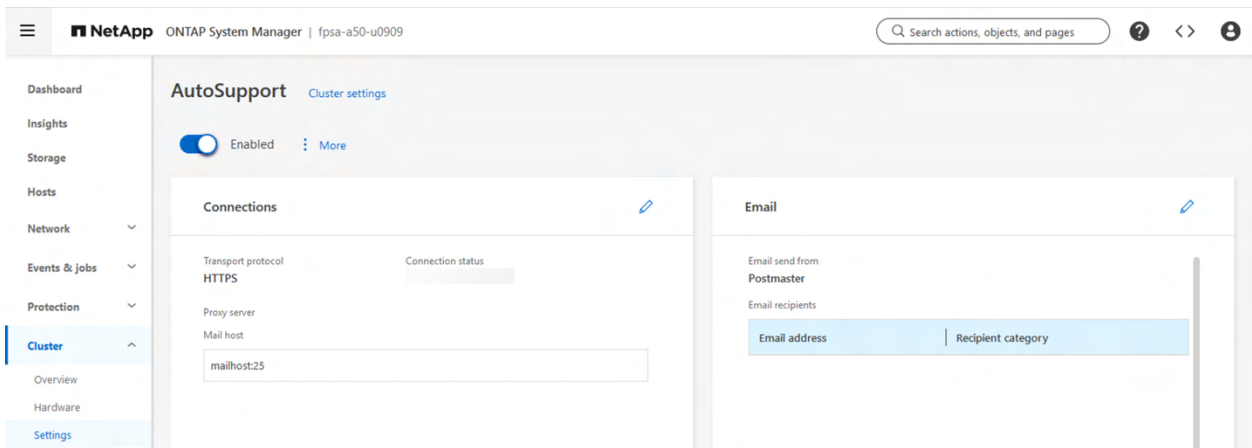 NetApp ONTAP System Manager | fpsa-a50-u0909
Search actions, objects, and pages
Dashboard
Insights
Storage
Hosts
Network
Events & jobs
Protection
Cluster
Overview
Hardware
Settings
AutoSupport Cluster settings
Enabled More
Connections
Transport protocol
HTTPS
Connection status
Proxy server
Mail host
mailhost:25
Email
Email send from
Postmaster
Email recipients
Email address | Recipient category